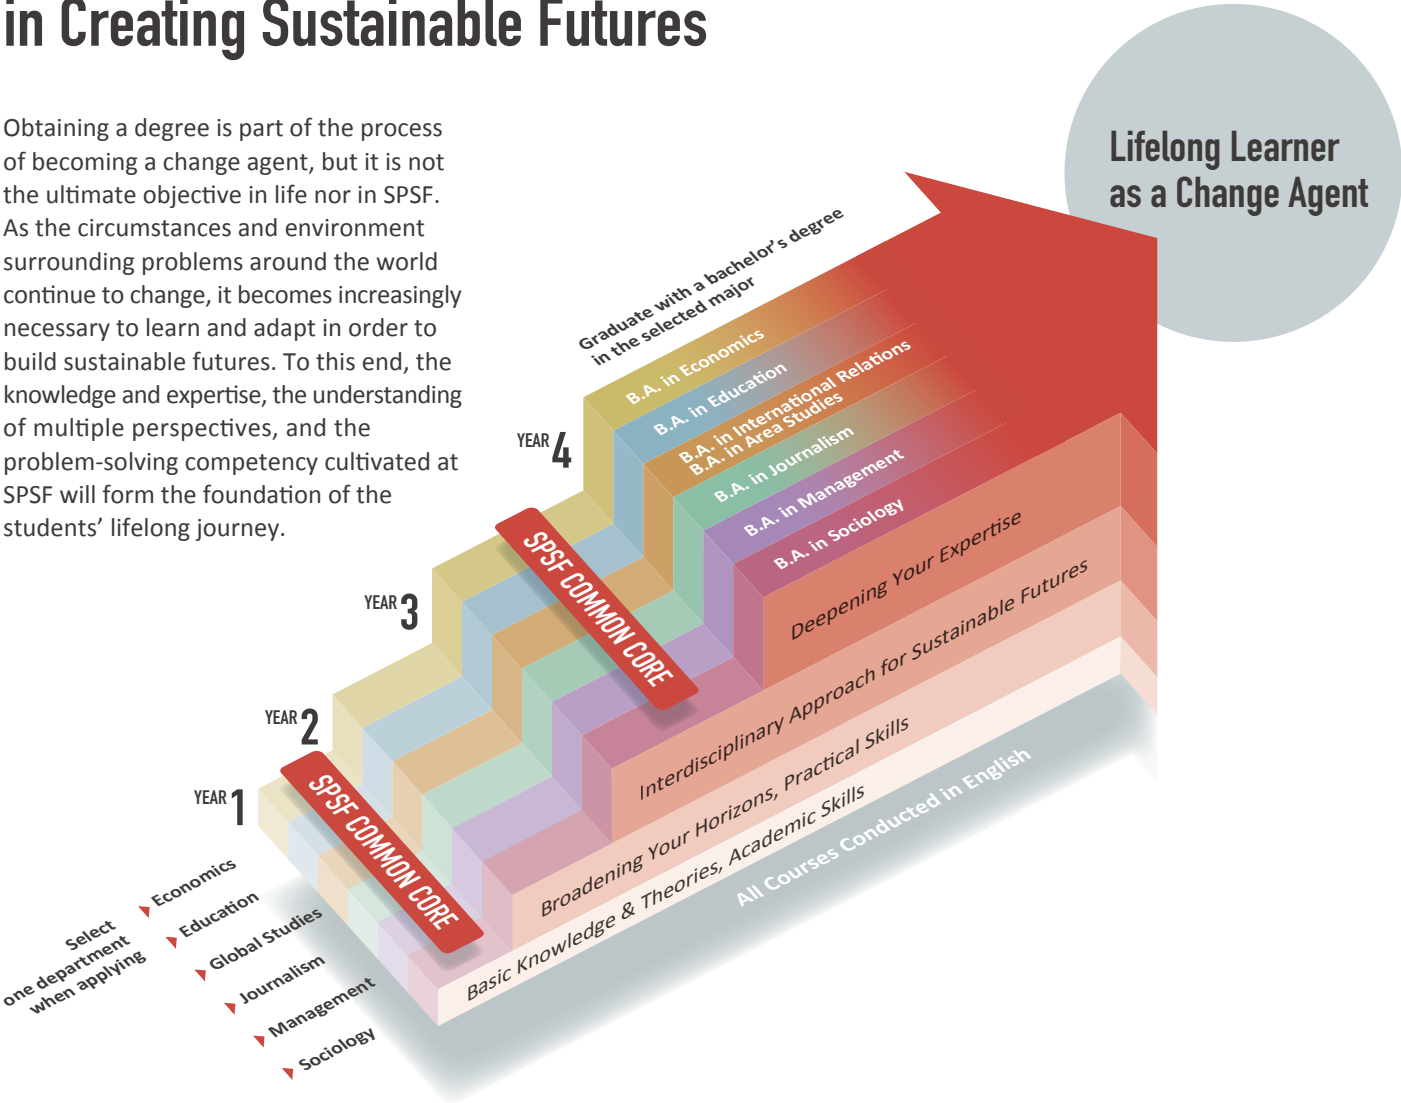 in Creating Sustainable Futures
Obtaining a degree is part of the process
of becoming a change agent, but it is not
the ultimate objective in life nor in SPSF.
As the circumstances and environment
surrounding problems around the world
continue to change, it becomes increasingly
necessary to learn and adapt in order to
build sustainable futures. To this end, the
knowledge and expertise, the understanding
of multiple perspectives, and the
problem-solving competency cultivated at
SPSF will form the foundation of the
students’ lifelong journey.
Lifelong Learner
as a Change Agent
Graduate with a bachelor’s degree
in the selected major
B.A. in Economics
B.A. in Education
B.A. in International Relations
B.A. in Area Studies
B.A. in Journalism
B.A. in Management
B.A. in Sociology
YEAR 4
YEAR 3
YEAR 2
YEAR 1
SPSF COMMON CORE
SPSF COMMON CORE
Deepening Your Expertise
Interdisciplinary Approach for Sustainable Futures
Broadening Your Horizons, Practical Skills
Basic Knowledge & Theories, Academic Skills
All Courses Conducted in English
Select
one department
when applying
Economics
Education
Global Studies
Journalism
Management
Sociology